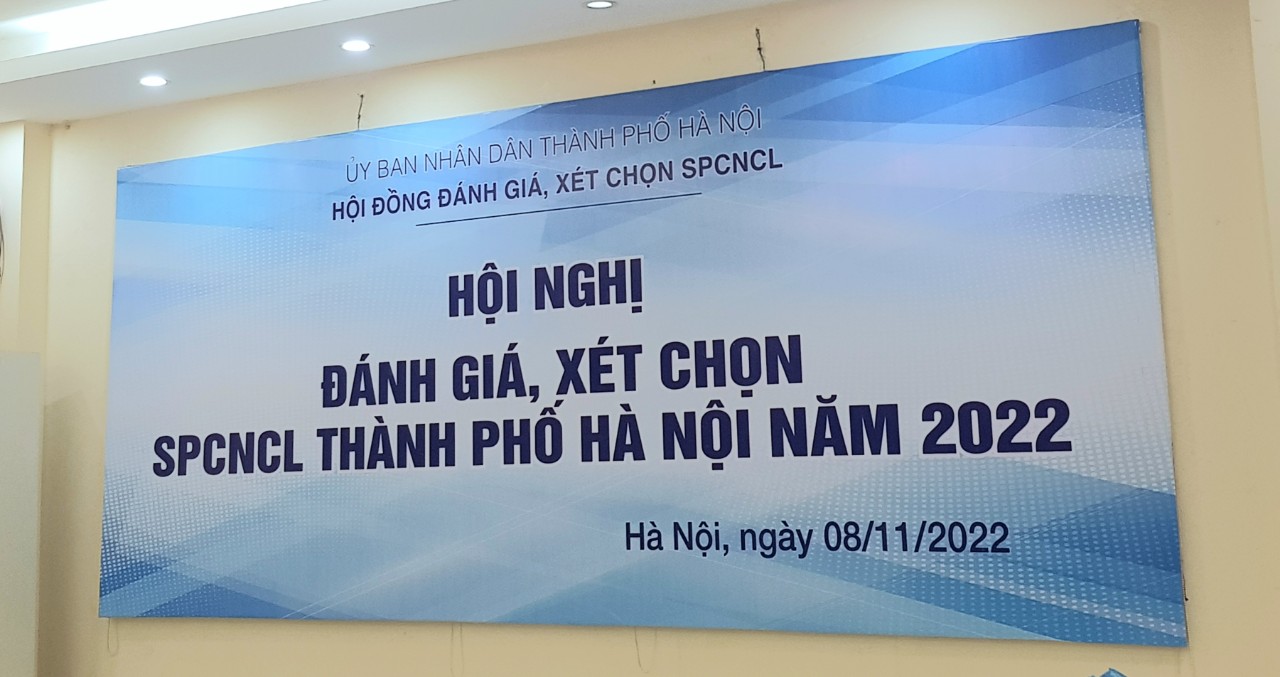 ỦY BAN NHÂN DÂN THÀNH PHỐ HÀ NỘI
HỘI ĐỒNG ĐÁNH GIÁ, XÉT CHỌN SPCNCL
HỘI NGHỊ
ĐÁNH GIÁ, XÉT CHỌN
SPCNCL THÀNH PHỐ HÀ NỘI NĂM 2022
Hà Nội, ngày 08/11/2022